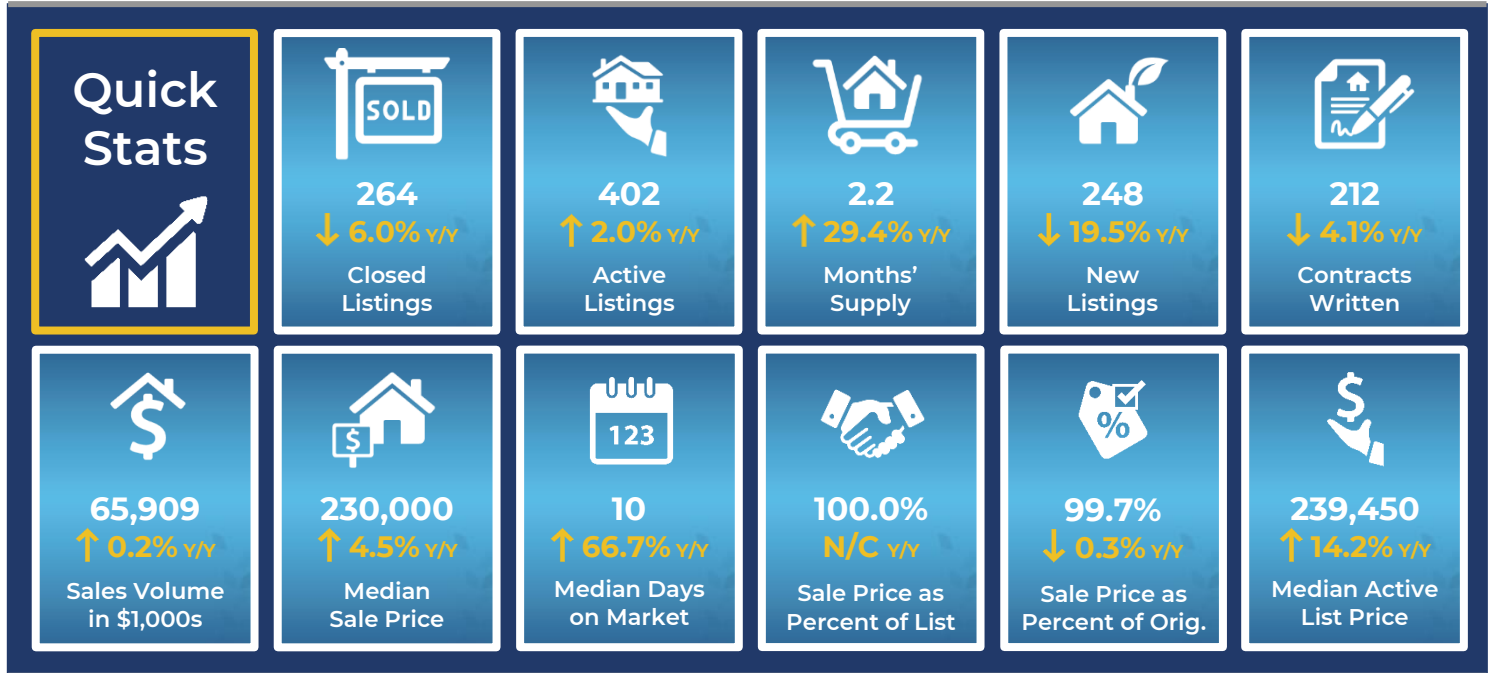 Quick
Stats
SOLD
264
↓ 6.0% Y/Y
Closed
Listings
402
↑ 2.0% Y/Y
Active
Listings
2.2
↑ 29.4% Y/Y
Months’
Supply
248
↓ 19.5% Y/Y
New
Listings
212
↓ 4.1% Y/Y
Contracts
Written
$
65,909
↑ 0.2% Y/Y
Sales Volume
in $1,000s
$
230,000
↑ 4.5% Y/Y
Median
Sale Price
123
10
↑ 66.7% Y/Y
Median Days
on Market
100.0%
N/C Y/Y
Sale Price as
Percent of List
%
99.7%
↓ 0.3% Y/Y
Sale Price as
Percent of Orig.
$
239,450
↑ 14.2% Y/Y
Median Active
List Price